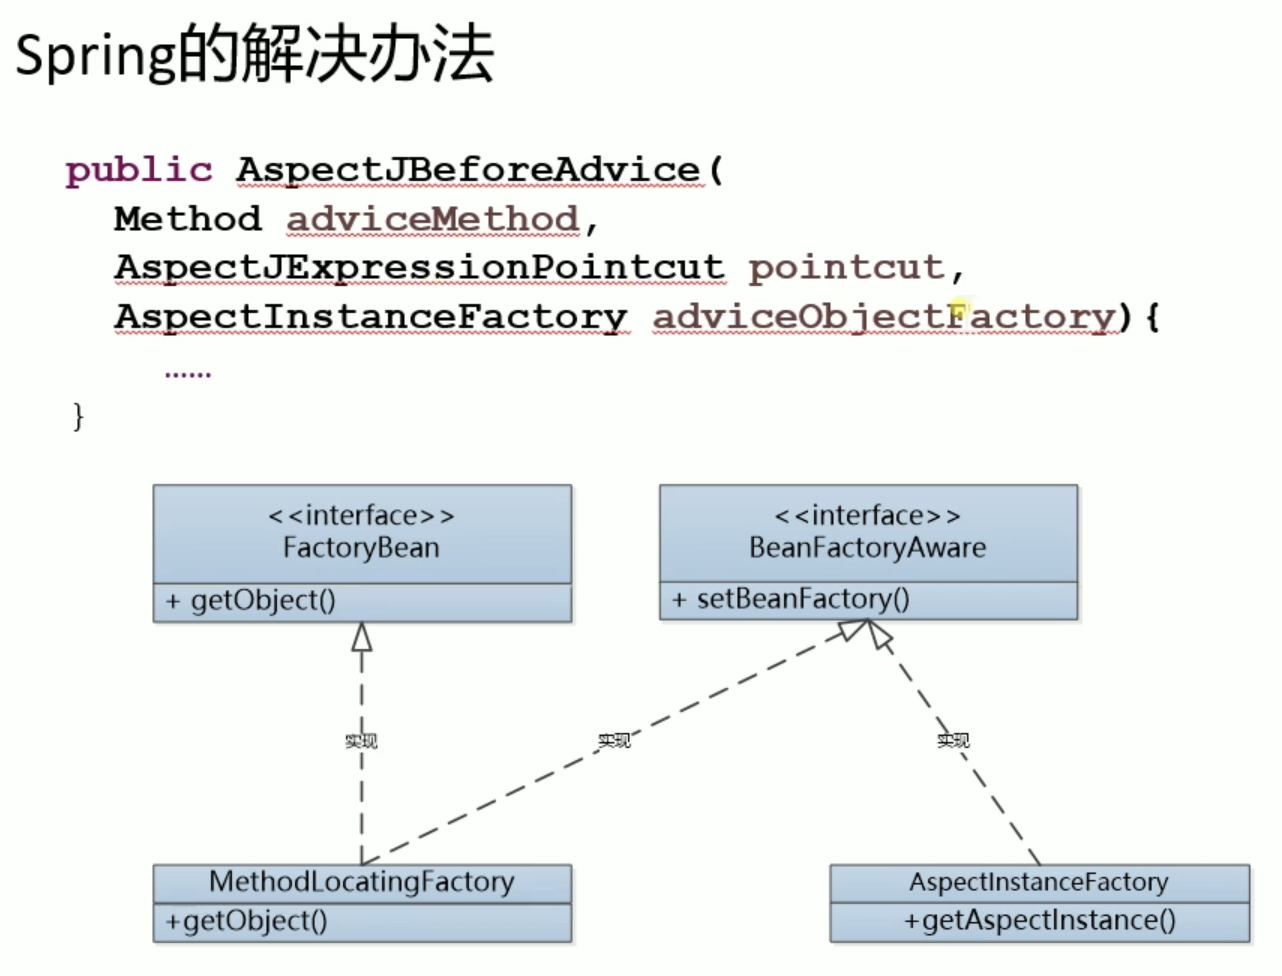 Spring的解决办法
public AspectJBeforeAdvice(
Method adviceMethod,
AspectJExpressionPointcut pointcut,
AspectInstanceFactory adviceObjectFactory){
……
}
<<interface>>
FactoryBean
+ getObject()
<<interface>>
BeanFactoryAware
+ setBeanFactory()
实现
实现
实现
MethodLocatingFactory
+getObject()
AspectInstanceFactory
+getAspectInstance()